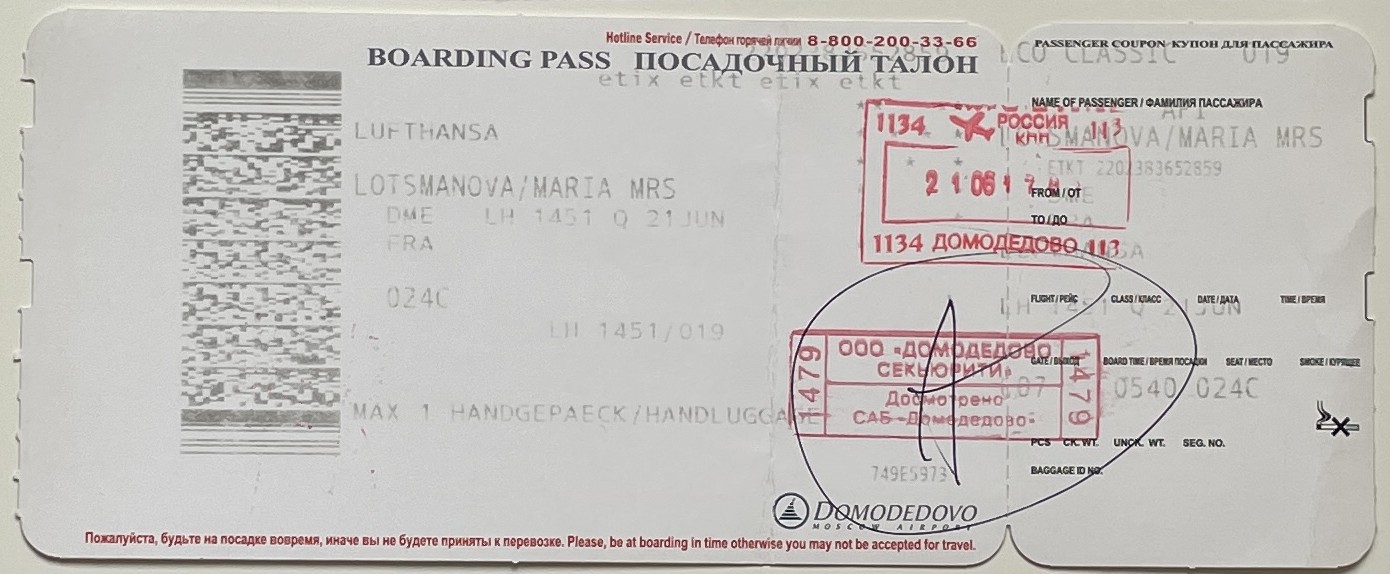 Hotline Service / Телефон горячей линии 8-800-200-33-66
BOARDING PASS ПОСАДОЧНЫЙ ТАЛОН
etix etkt etix etkt
LUFTHANSA
LOTSMANOVA/MARIA MRS
DME LH 1451 Q 21JUN
FRA
024C
LH 1451/019
MAX 1 HANDGEPAECK/HANDLUGGAGE
749E5973
DOMODEDOVO
MOSCOW AIRPORT
Пожалуйста, будьте на посадке вовремя, иначе вы не будете приняты к перевозке. Please, be at boarding in time otherwise you may not be accepted for travel.
1134 РОССИЯ 113
КПП
21 06 1
1134 ДОМОДЕДОВО 113
1479
ООО «ДОМОДЕДОВО
СЕКЬЮРИТИ»
Досмотрено
САБ «Домодедово»
1479
PASSENGER COUPON КУПОН ДЛЯ ПАССАЖИРА
ECO CLASSIC 019
NAME OF PASSENGER / ФАМИЛИЯ ПАССАЖИРА
API
LOTSMANOVA/MARIA MRS
ETKT 2202383652859
FROM / ОТ
DME
TO / ДО
FRA
LUFTHANSA
FLIGHT / РЕЙС CLASS / КЛАСС DATE / ДАТА TIME / ВРЕМЯ
LH 1451 Q 21JUN
GATE / ВЫХОД BOARD TIME / ВРЕМЯ ПОСАДКИ SEAT / МЕСТО SMOKE / КУРЯЩЕЕ
0540 024C
PCS CK. WT. UNCK. WT. SEG. NO.
BAGGAGE ID NO.